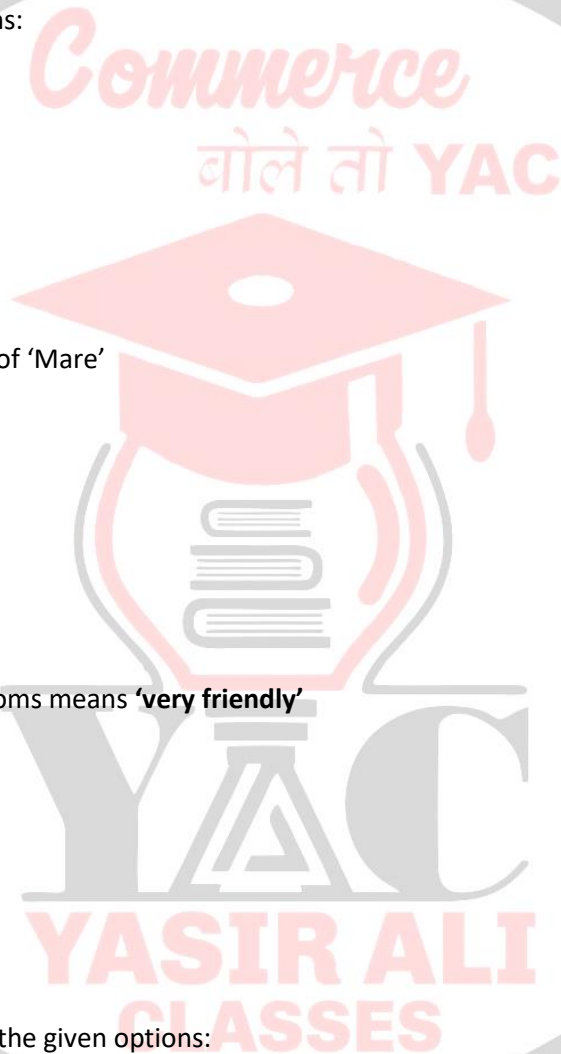 ns:
Commerce
बोले तो YAC
of ‘Mare’
oms means ‘very friendly’
YAC
YASIR ALI
CLASSES
the given options: